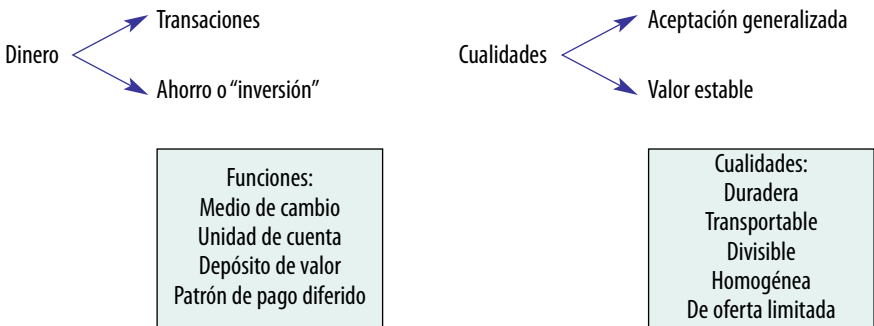 Dinero
Transaciones
Ahorro o “inversión”
Funciones:
Medio de cambio
Unidad de cuenta
Depósito de valor
Patrón de pago diferido
Cualidades
Aceptación generalizada
Valor estable
Cualidades:
Duradera
Transportable
Divisible
Homogénea
De oferta limitada